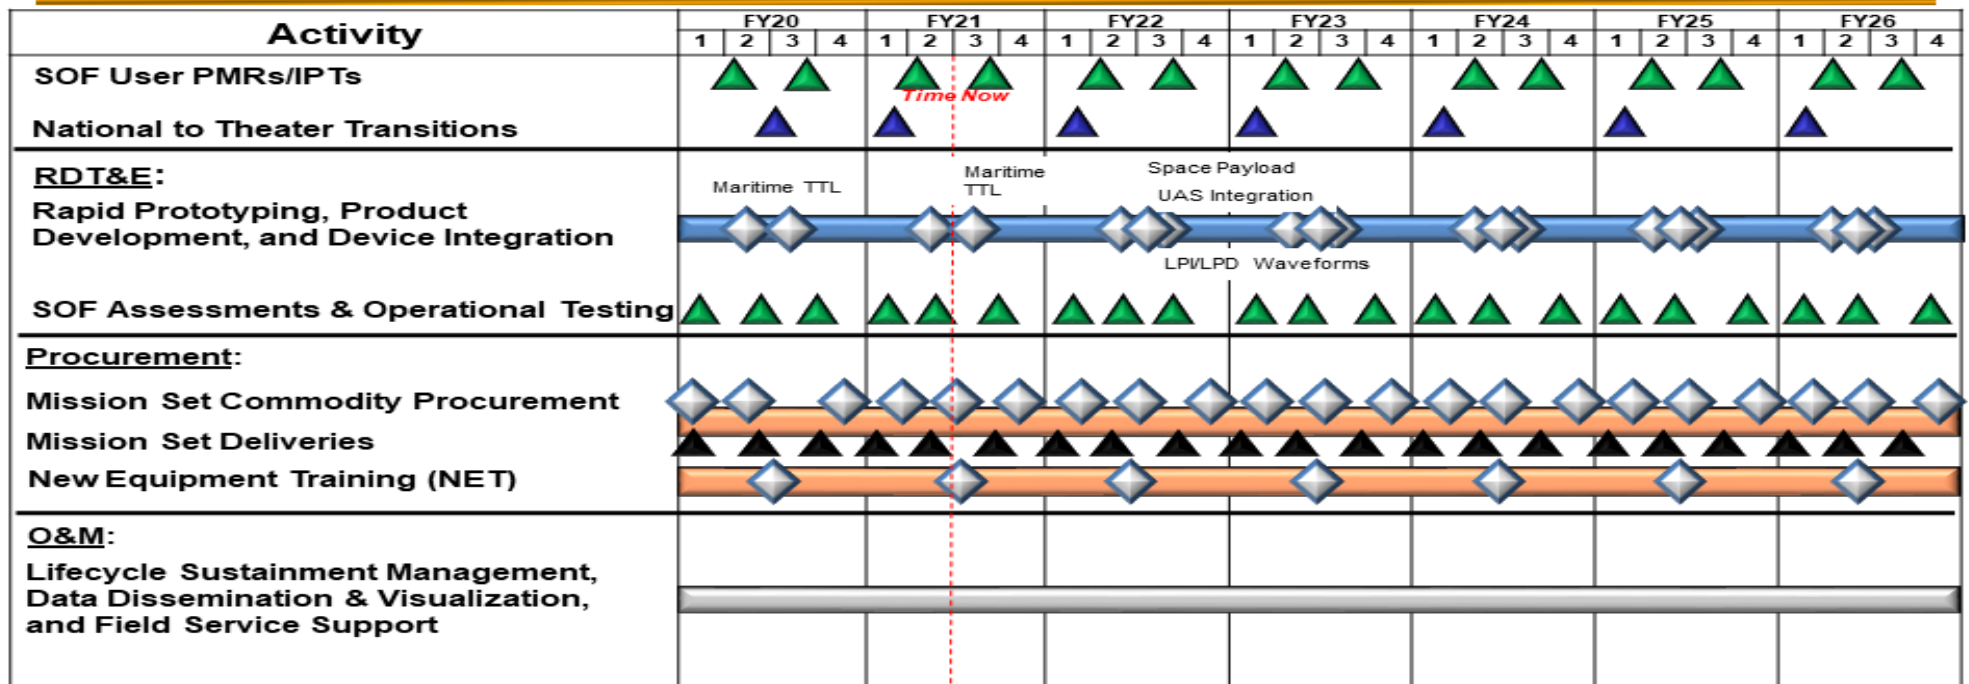 Activity
FY20 FY21 FY22 FY23 FY24 FY25 FY26
1 2 3 4 1 2 3 4 1 2 3 4 1 2 3 4 1 2 3 4 1 2 3 4 1 2 3 4
SOF User PMRs/IPTs
Time Now
National to Theater Transitions
RDT&E:
Maritime TTL
Maritime
TTL
Space Payload
UAS Integration
Rapid Prototyping, Product
Development, and Device Integration
LPI/LPD Waveforms
SOF Assessments & Operational Testing
Procurement:
Mission Set Commodity Procurement
Mission Set Deliveries
New Equipment Training (NET)
O&M:
Lifecycle Sustainment Management,
Data Dissemination & Visualization,
and Field Service Support